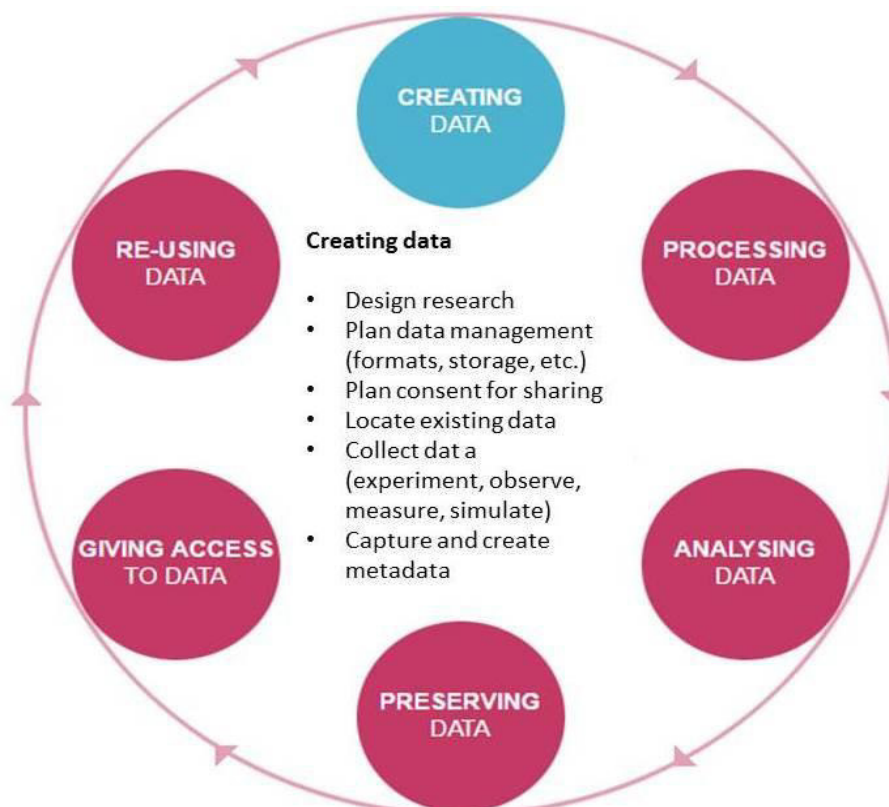 CREATING
DATA
RE-USING
DATA
PROCESSING
DATA
Creating data
• Design research
• Plan data management
(formats, storage, etc.)
• Plan consent for sharing
• Locate existing data
• Collect dat a
(experiment, observe,
measure, simulate)
• Capture and create
metadata
GIVING ACCESS
TO DATA
ANALYSING
DATA
PRESERVING
DATA